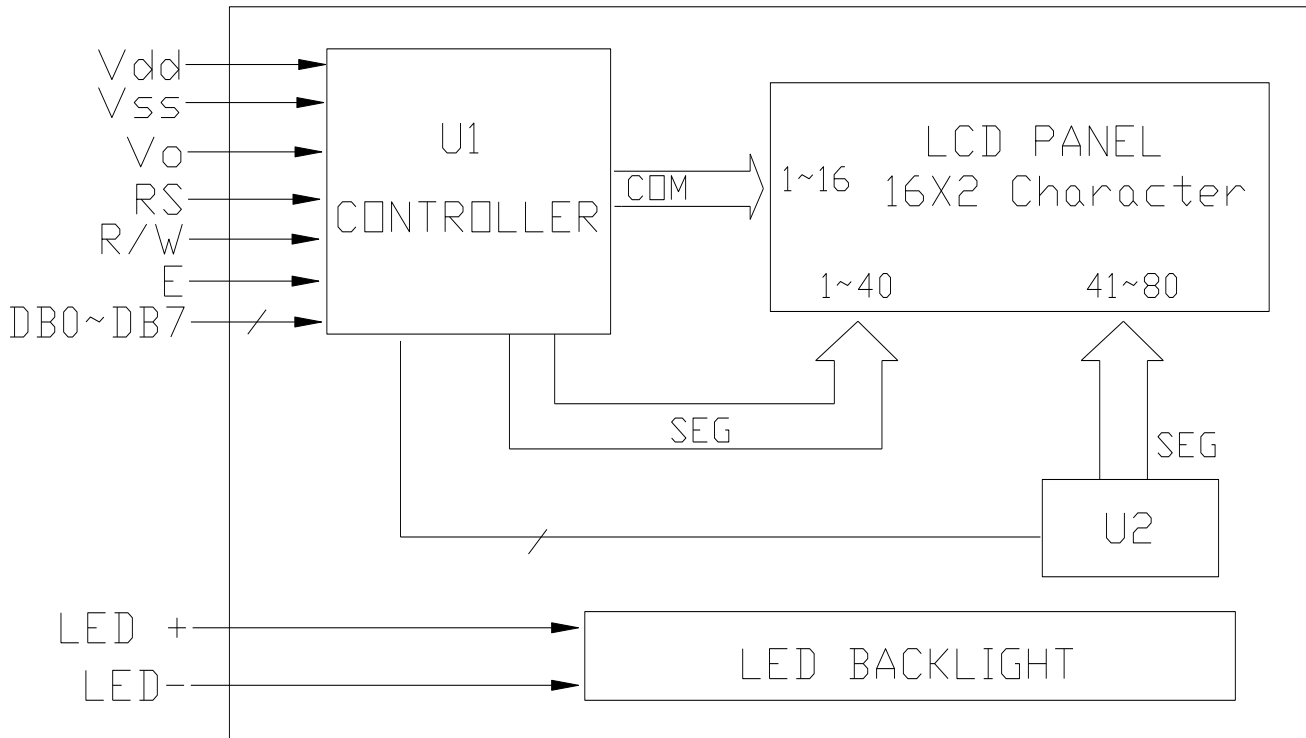 Vdd
Vss
Vo
RS
R/W
E
DB0~DB7
U1
CONTROLLER
COM
1~16
LCD PANEL
16X2 Character
1~40
41~80
SEG
SEG
U2
LED +
LED-
LED BACKLIGHT